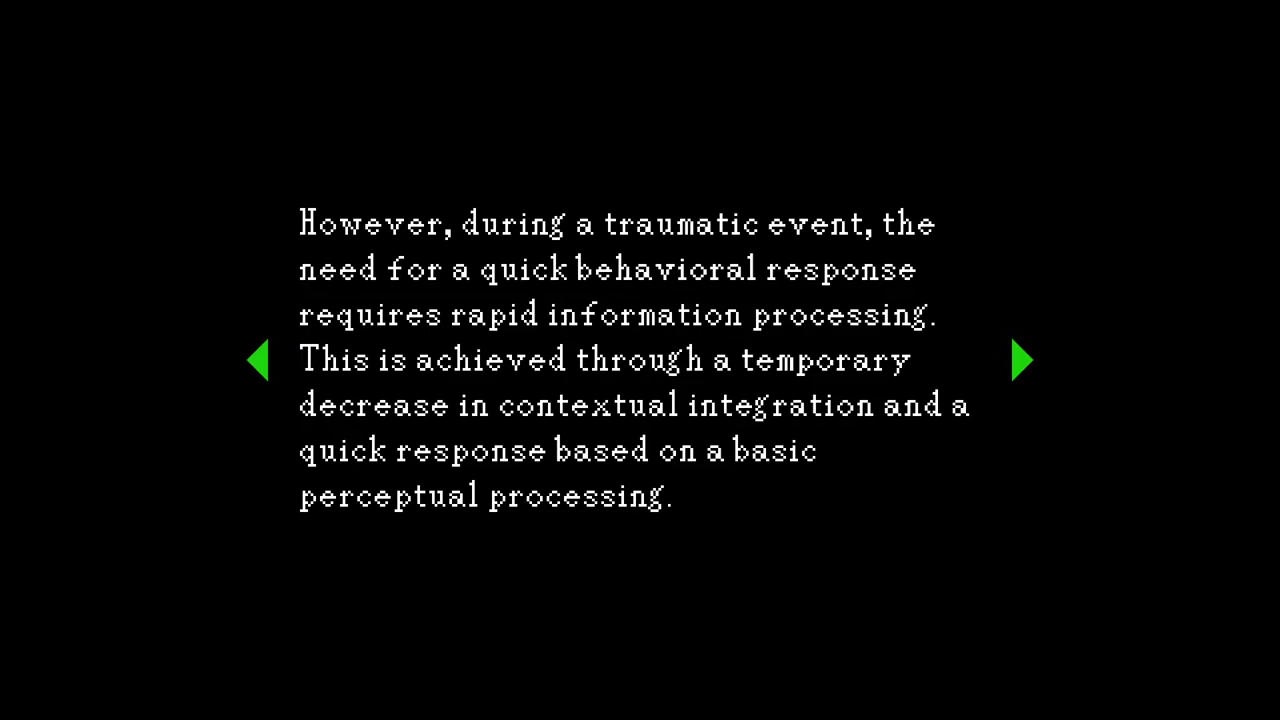 However, during a traumatic event, the
need for a quick behavioral response
requires rapid information processing.
This is achieved through a temporary
decrease in contextual integration and a
quick response based on a basic
perceptual processing.